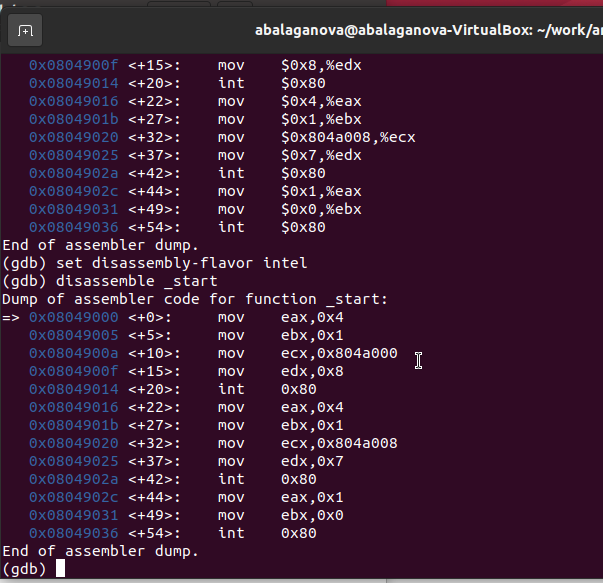 abalaganova@abalaganova-VirtualBox: ~/work/ar
0x0804900f <+15>: mov $0x8,%edx
0x08049014 <+20>: int $0x80
0x08049016 <+22>: mov $0x4,%eax
0x0804901b <+27>: mov $0x1,%ebx
0x08049020 <+32>: mov $0x804a008,%ecx
0x08049025 <+37>: mov $0x7,%edx
0x0804902a <+42>: int $0x80
0x0804902c <+44>: mov $0x1,%eax
0x08049031 <+49>: mov $0x0,%ebx
0x08049036 <+54>: int $0x80
End of assembler dump.
(gdb) set disassembly-flavor intel
(gdb) disassemble _start
Dump of assembler code for function _start:
=> 0x08049000 <+0>: mov eax,0x4
0x08049005 <+5>: mov ebx,0x1
0x0804900a <+10>: mov ecx,0x804a000
0x0804900f <+15>: mov edx,0x8
0x08049014 <+20>: int 0x80
0x08049016 <+22>: mov eax,0x4
0x0804901b <+27>: mov ebx,0x1
0x08049020 <+32>: mov ecx,0x804a008
0x08049025 <+37>: mov edx,0x7
0x0804902a <+42>: int 0x80
0x0804902c <+44>: mov eax,0x1
0x08049031 <+49>: mov ebx,0x0
0x08049036 <+54>: int 0x80
End of assembler dump.
(gdb)